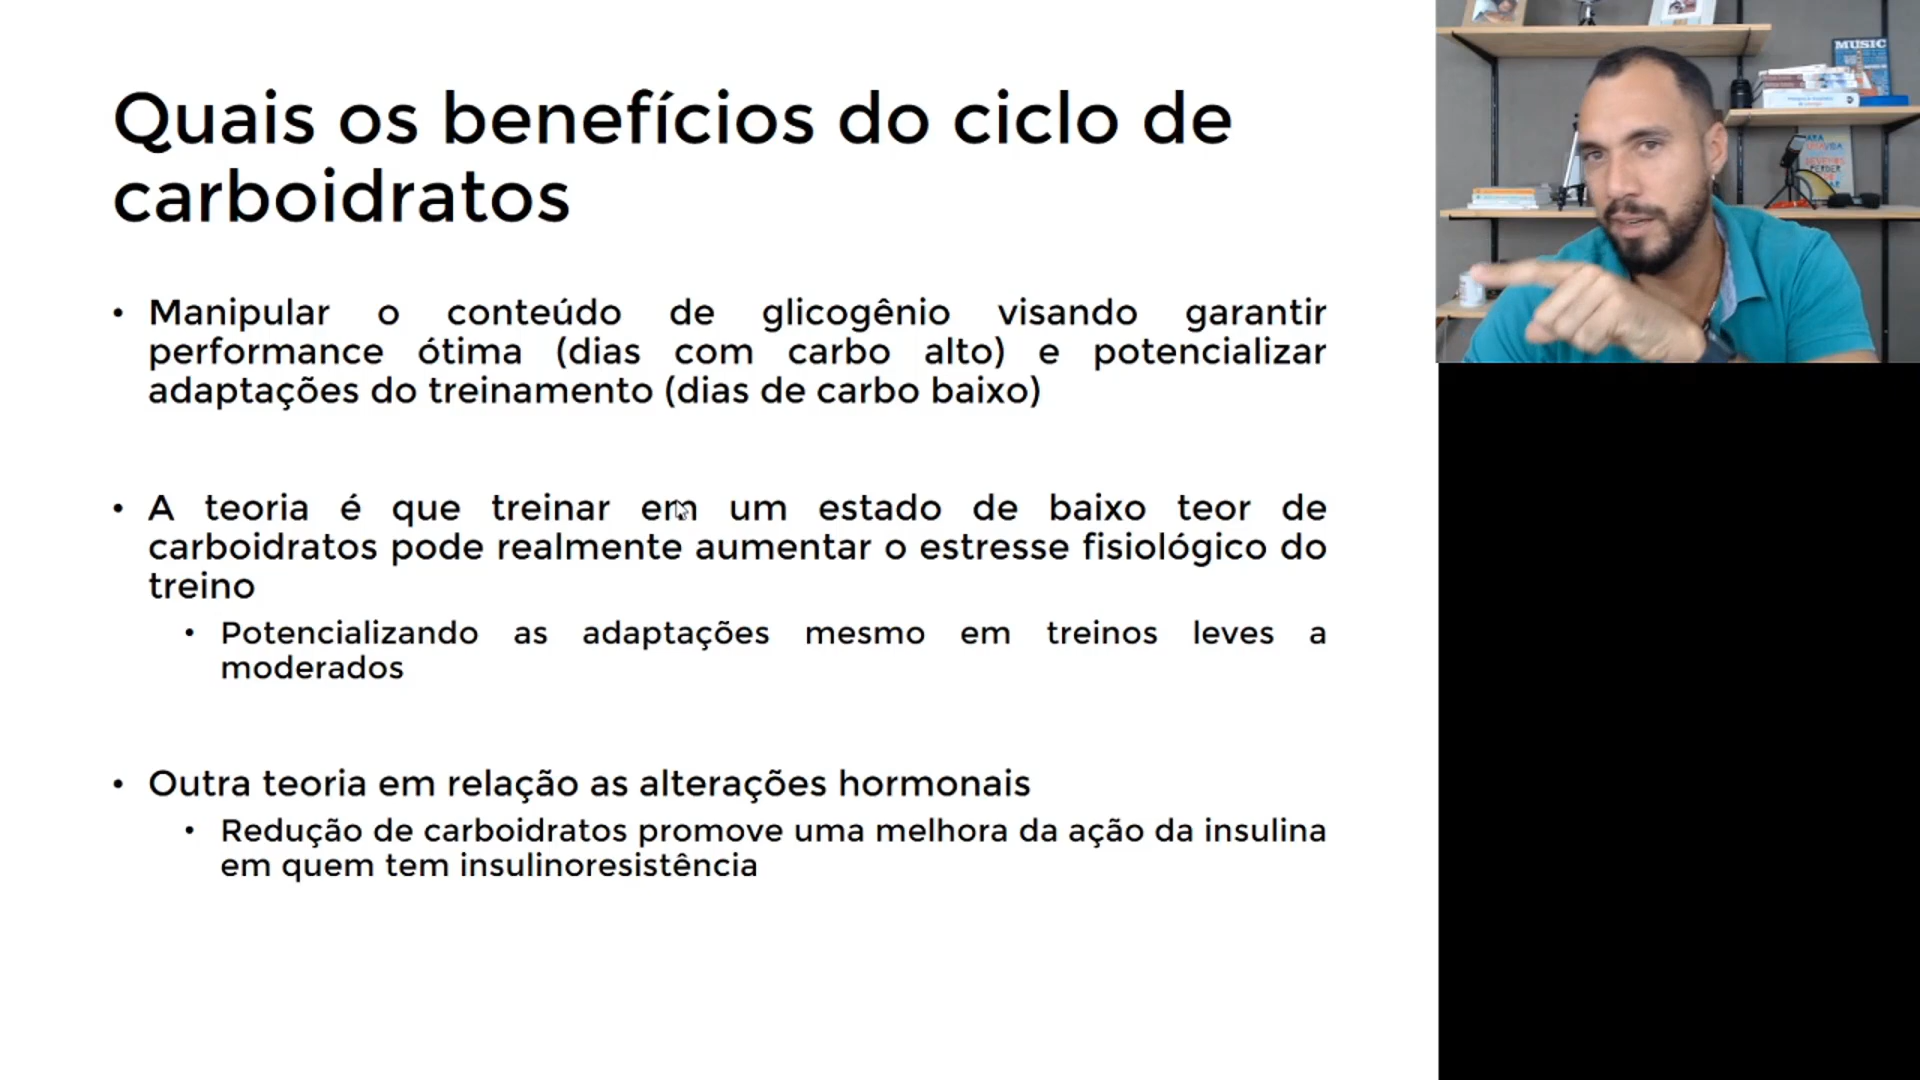 Quais os benefícios do ciclo de
carboidratos
• Manipular o conteúdo de glicogênio visando garantir
performance ótima (dias com carbo alto) e potencializar
adaptações do treinamento (dias de carbo baixo)
• A teoria é que treinar em um estado de baixo teor de
carboidratos pode realmente aumentar o estresse fisiológico do
treino
• Potencializando as adaptações mesmo em treinos leves a
moderados
• Outra teoria em relação as alterações hormonais
• Redução de carboidratos promove uma melhora da ação da insulina
em quem tem insulinoresistência
MUSIC
PERDER